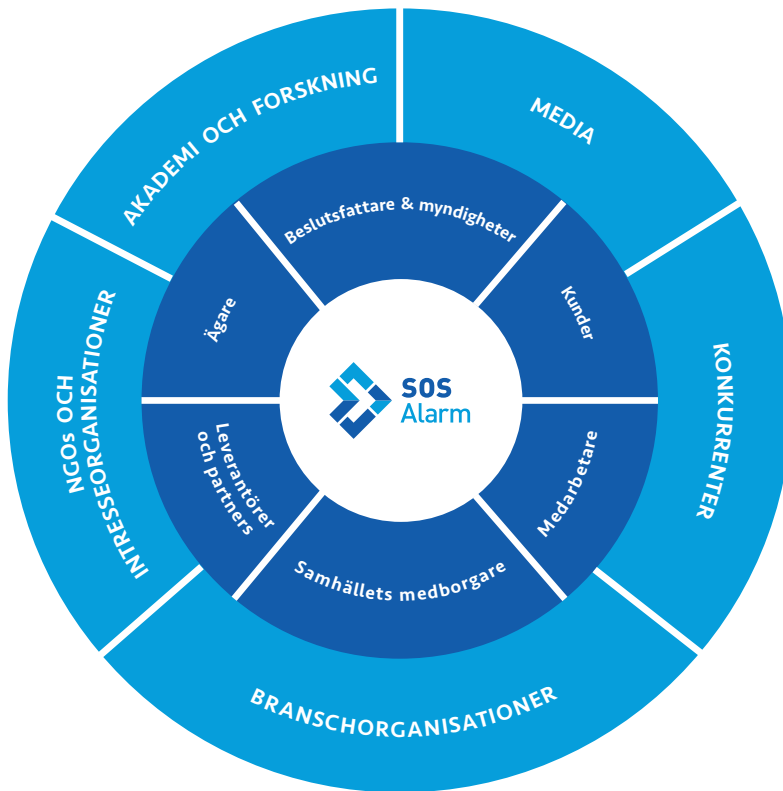 AKADEMI OCH FORSKNING
MEDIA
KONKURRENTER
BRANSCHORGANISATIONER
NGOs OCH
INTRESSEORGANISATIONER
Beslutsfattare & myndigheter
Kunder
Medarbetare
Samhällets medborgare
Leverantörer
och partners
Ägare
SOS
Alarm